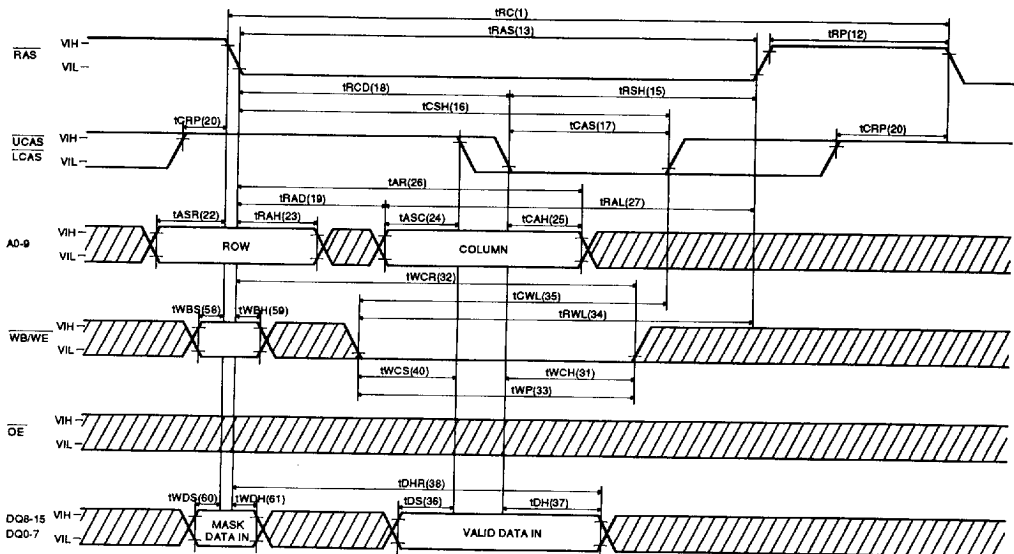 tRC(1)
tRAS(13)
tRP(12)
RAS
VIH
VIL
tRCD(18)
tRSH(15)
tCSH(16)
tCRP(20)
tCAS(17)
tCRP(20)
UCAS
LCAS
VIH
VIL
tAR(26)
tRAD(19)
tRAL(27)
tASR(22)
tRAH(23)
tASC(24)
tCAH(25)
A0-9
VIH
VIL
ROW
COLUMN
tWCR(32)
tCWL(35)
tRWL(34)
tWBS(58)
tWBH(59)
WB/WE
VIH
VIL
tWCS(40)
tWCH(31)
tWP(33)
OE
VIH
VIL
tDHR(38)
tWDS(60)
tWDH(61)
tDS(36)
tDH(37)
DQ8-15
DQ0-7
VIH
VIL
MASK
DATA IN
VALID DATA IN